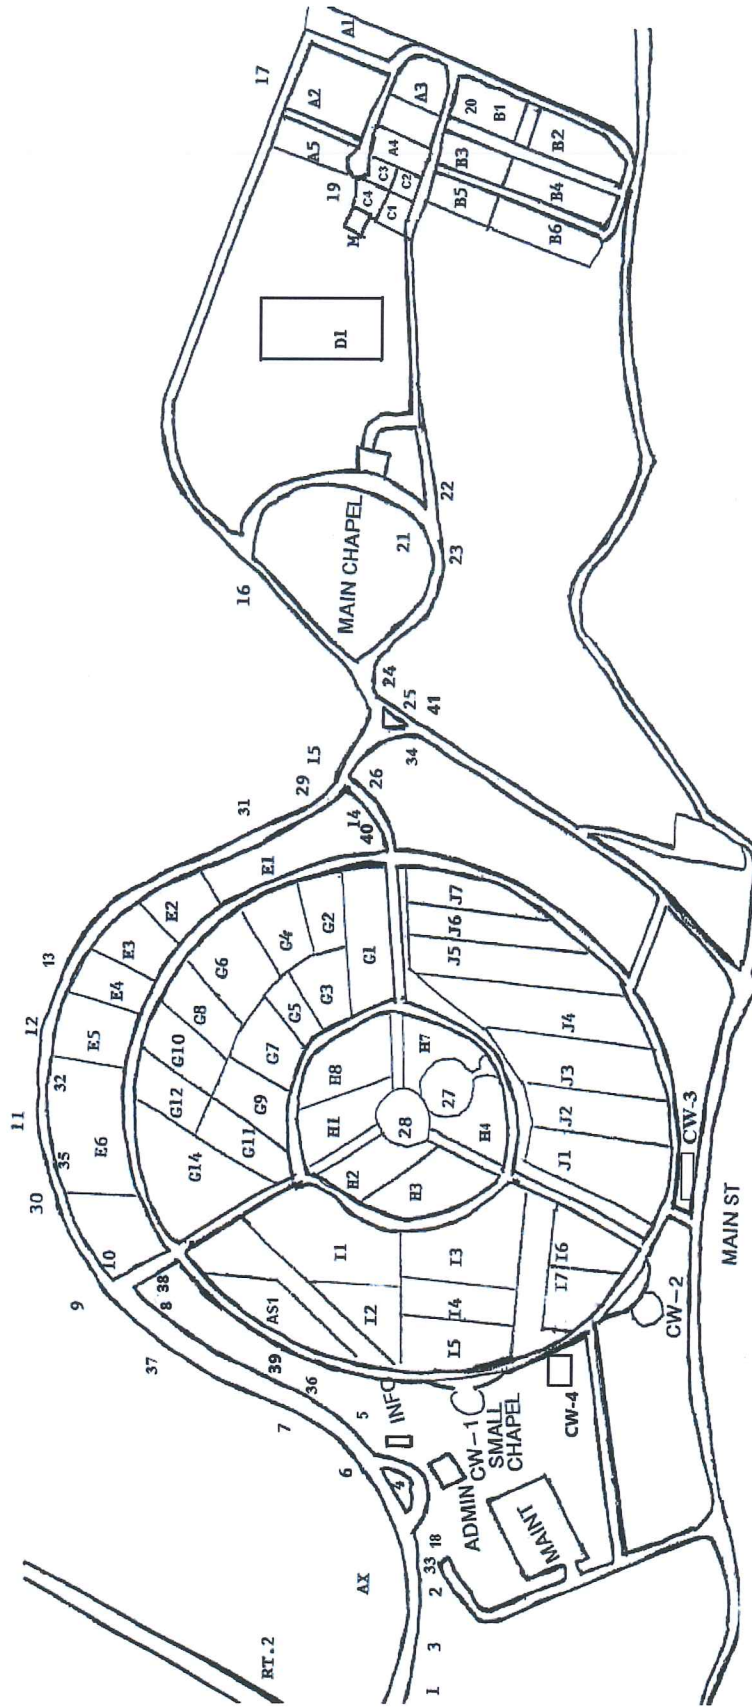 RT.2
AX
1
3
2
33
18
MAINT
ADMIN
4
6
INFO
5
7
36
39
37
CW-1
SMALL
CHAPEL
CW-4
CW-2
CW-3
MAIN ST
9
8
38
10
30
35
11
32
12
13
31
29
15
14
40
26
34
25
41
24
E6
E5
E4
E3
E2
E1
AS1
I1
I2
I3
I4
I5
I6
I7
G14
G12
G10
G8
G6
G4
G2
G11
G9
G7
G5
G3
G1
H1
H2
H3
H4
H7
H8
28
27
J1
J2
J3
J4
J5
J6
J7
MAIN CHAPEL
16
21
22
23
D1
M
19
17
C4
C3
C1
C2
A5
A2
A1
A4
A3
20
B1
B2
B3
B4
B5
B6